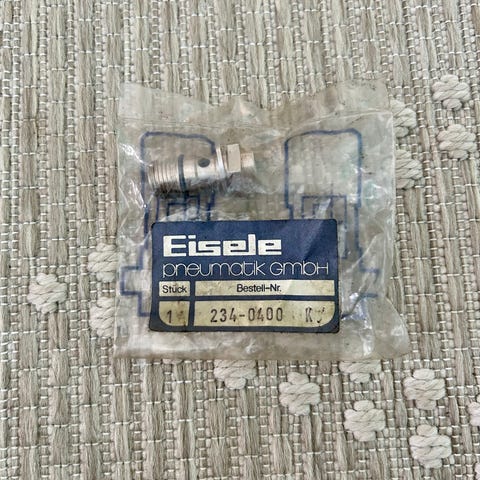 Eisele
pneumatik GmbH
Stück Bestell-Nr.
1 234-0400 K